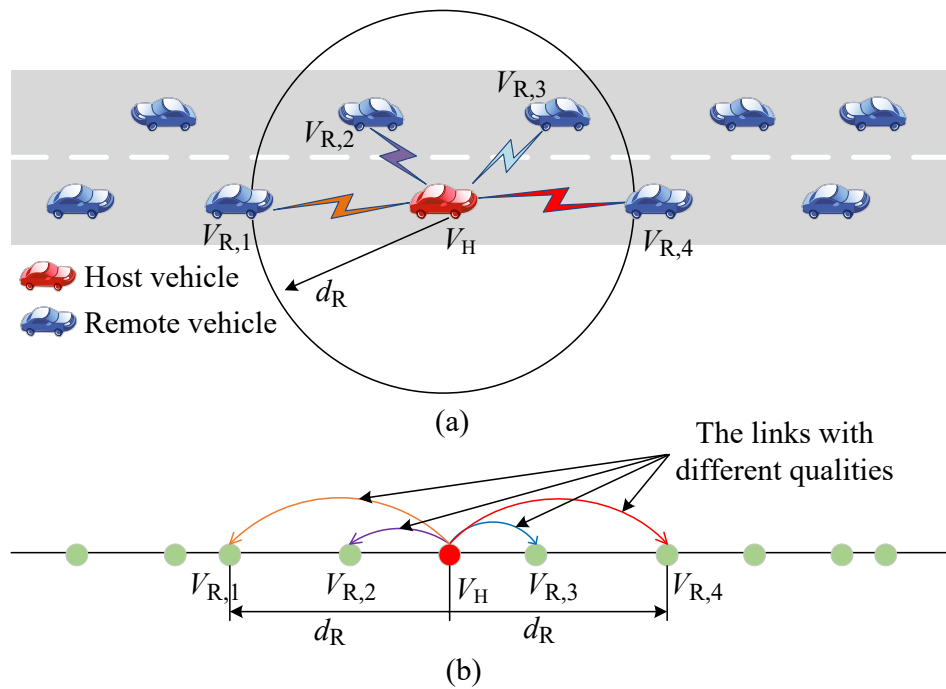 V_R,3
V_R,2
V_R,1
V_H
V_R,4
Host vehicle
d_R
Remote vehicle
(a)
The links with
different qualities
V_R,1 V_R,2 V_H V_R,3 V_R,4
d_R d_R
(b)